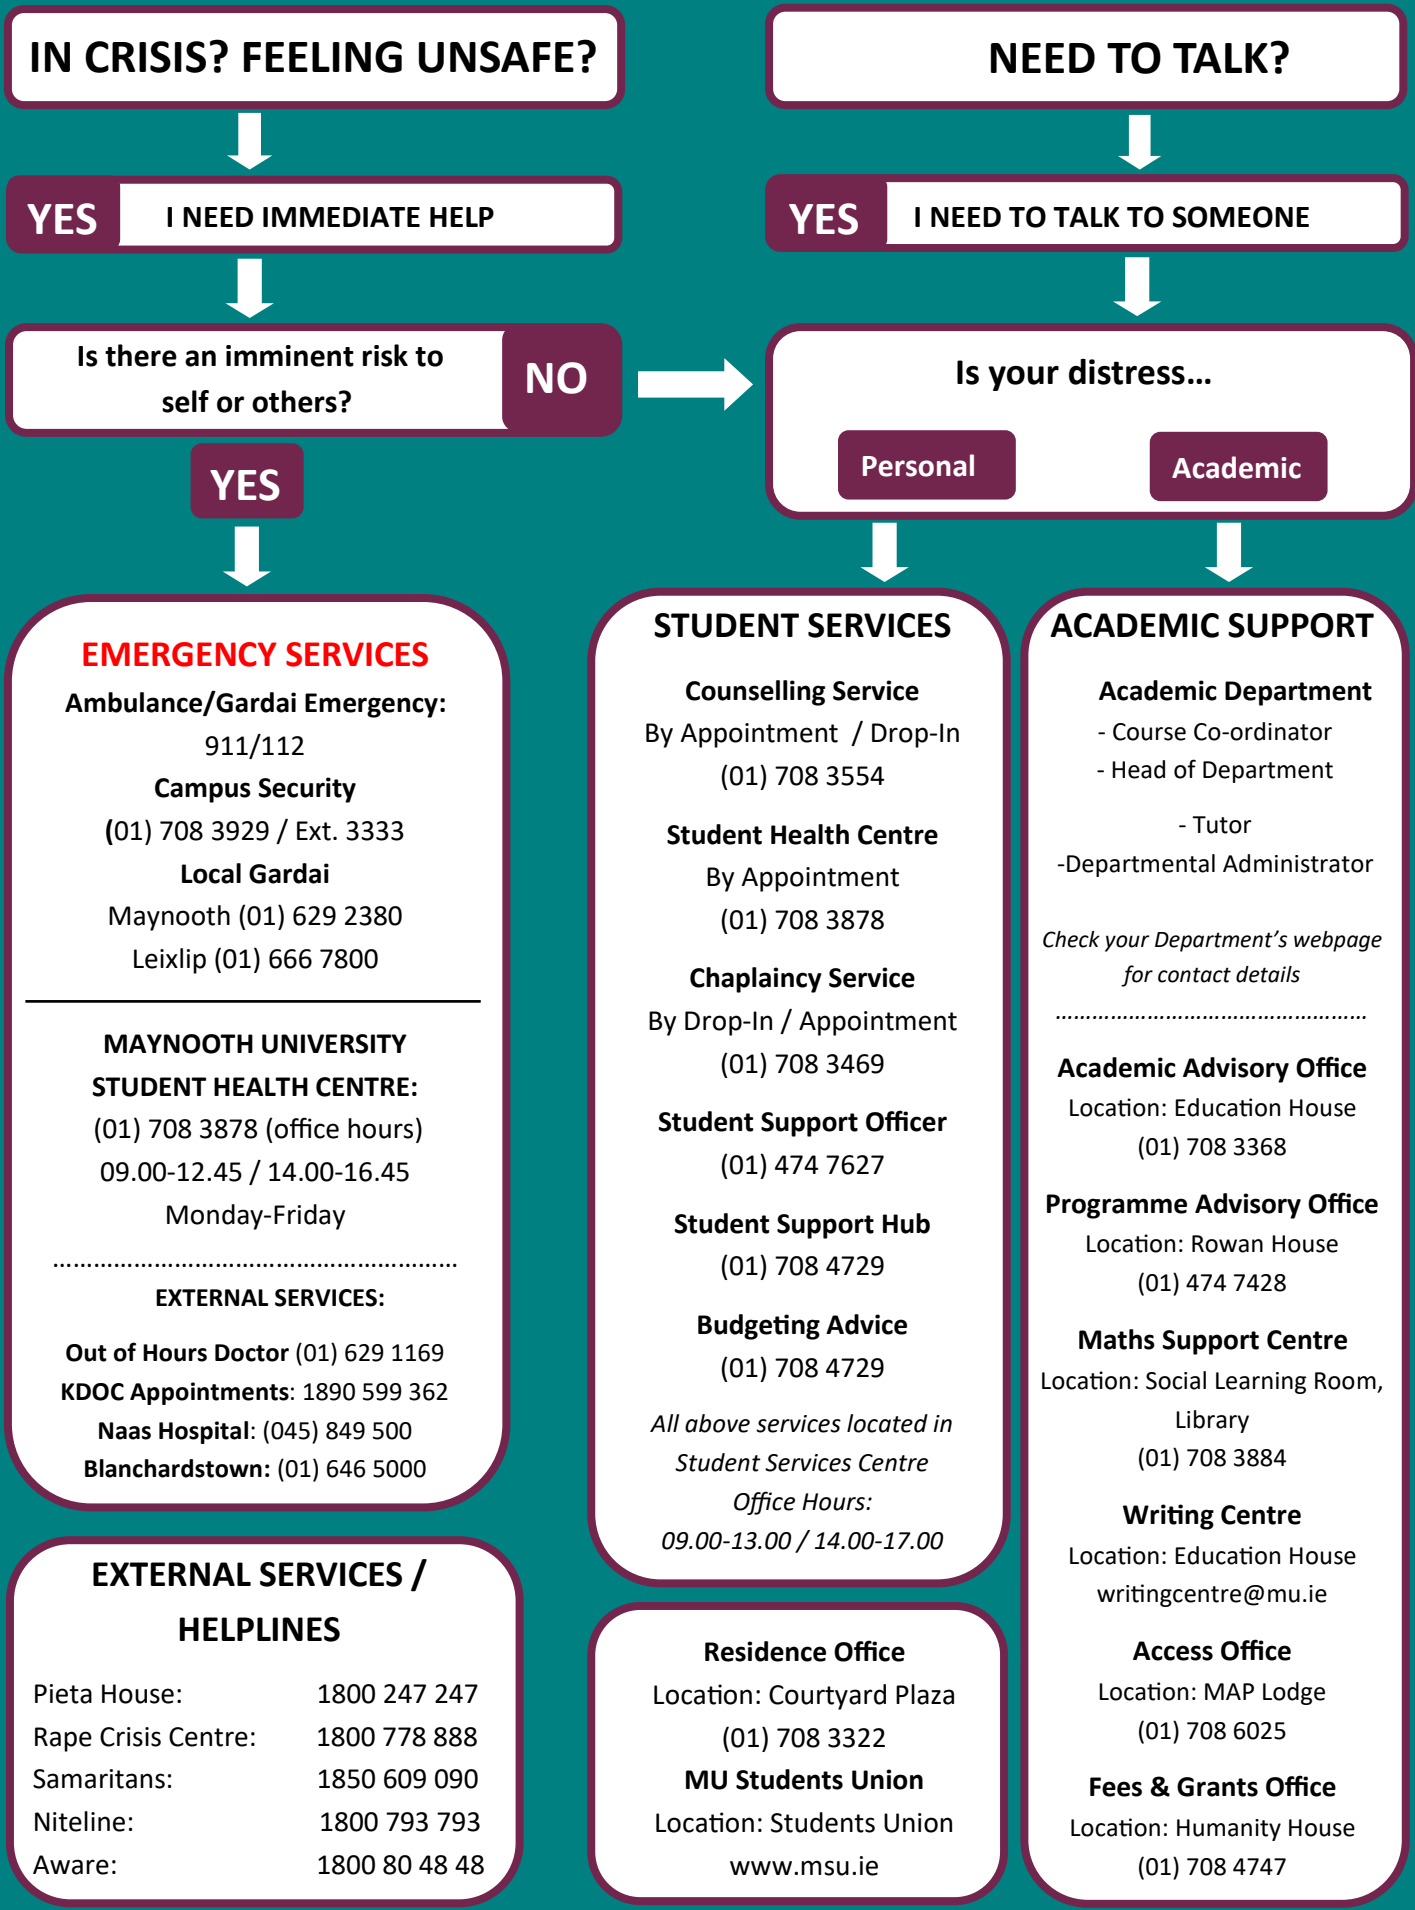 IN CRISIS? FEELING UNSAFE?
YES
I NEED IMMEDIATE HELP
Is there an imminent risk to
self or others?
NO
YES
EMERGENCY SERVICES
Ambulance/Gardai Emergency:
911/112
Campus Security
(01) 708 3929 / Ext. 3333
Local Gardai
Maynooth (01) 629 2380
Leixlip (01) 666 7800
MAYNOOTH UNIVERSITY
STUDENT HEALTH CENTRE:
(01) 708 3878 (office hours)
09.00-12.45 / 14.00-16.45
Monday-Friday
……………………………………………………
EXTERNAL SERVICES:
Out of Hours Doctor (01) 629 1169
KDOC Appointments: 1890 599 362
Naas Hospital: (045) 849 500
Blanchardstown: (01) 646 5000
EXTERNAL SERVICES /
HELPLINES
Pieta House: 1800 247 247
Rape Crisis Centre: 1800 778 888
Samaritans: 1850 609 090
Niteline: 1800 793 793
Aware: 1800 80 48 48
NEED TO TALK?
YES
I NEED TO TALK TO SOMEONE
Is your distress…
Personal
Academic
STUDENT SERVICES
Counselling Service
By Appointment / Drop-In
(01) 708 3554
Student Health Centre
By Appointment
(01) 708 3878
Chaplaincy Service
By Drop-In / Appointment
(01) 708 3469
Student Support Officer
(01) 474 7627
Student Support Hub
(01) 708 4729
Budgeting Advice
(01) 708 4729
All above services located in
Student Services Centre
Office Hours:
09.00-13.00 / 14.00-17.00
Residence Office
Location: Courtyard Plaza
(01) 708 3322
MU Students Union
Location: Students Union
www.msu.ie
ACADEMIC SUPPORT
Academic Department
- Course Co-ordinator
- Head of Department
- Tutor
-Departmental Administrator
Check your Department’s webpage
for contact details
……………………………………………
Academic Advisory Office
Location: Education House
(01) 708 3368
Programme Advisory Office
Location: Rowan House
(01) 474 7428
Maths Support Centre
Location: Social Learning Room,
Library
(01) 708 3884
Writing Centre
Location: Education House
writingcentre@mu.ie
Access Office
Location: MAP Lodge
(01) 708 6025
Fees & Grants Office
Location: Humanity House
(01) 708 4747